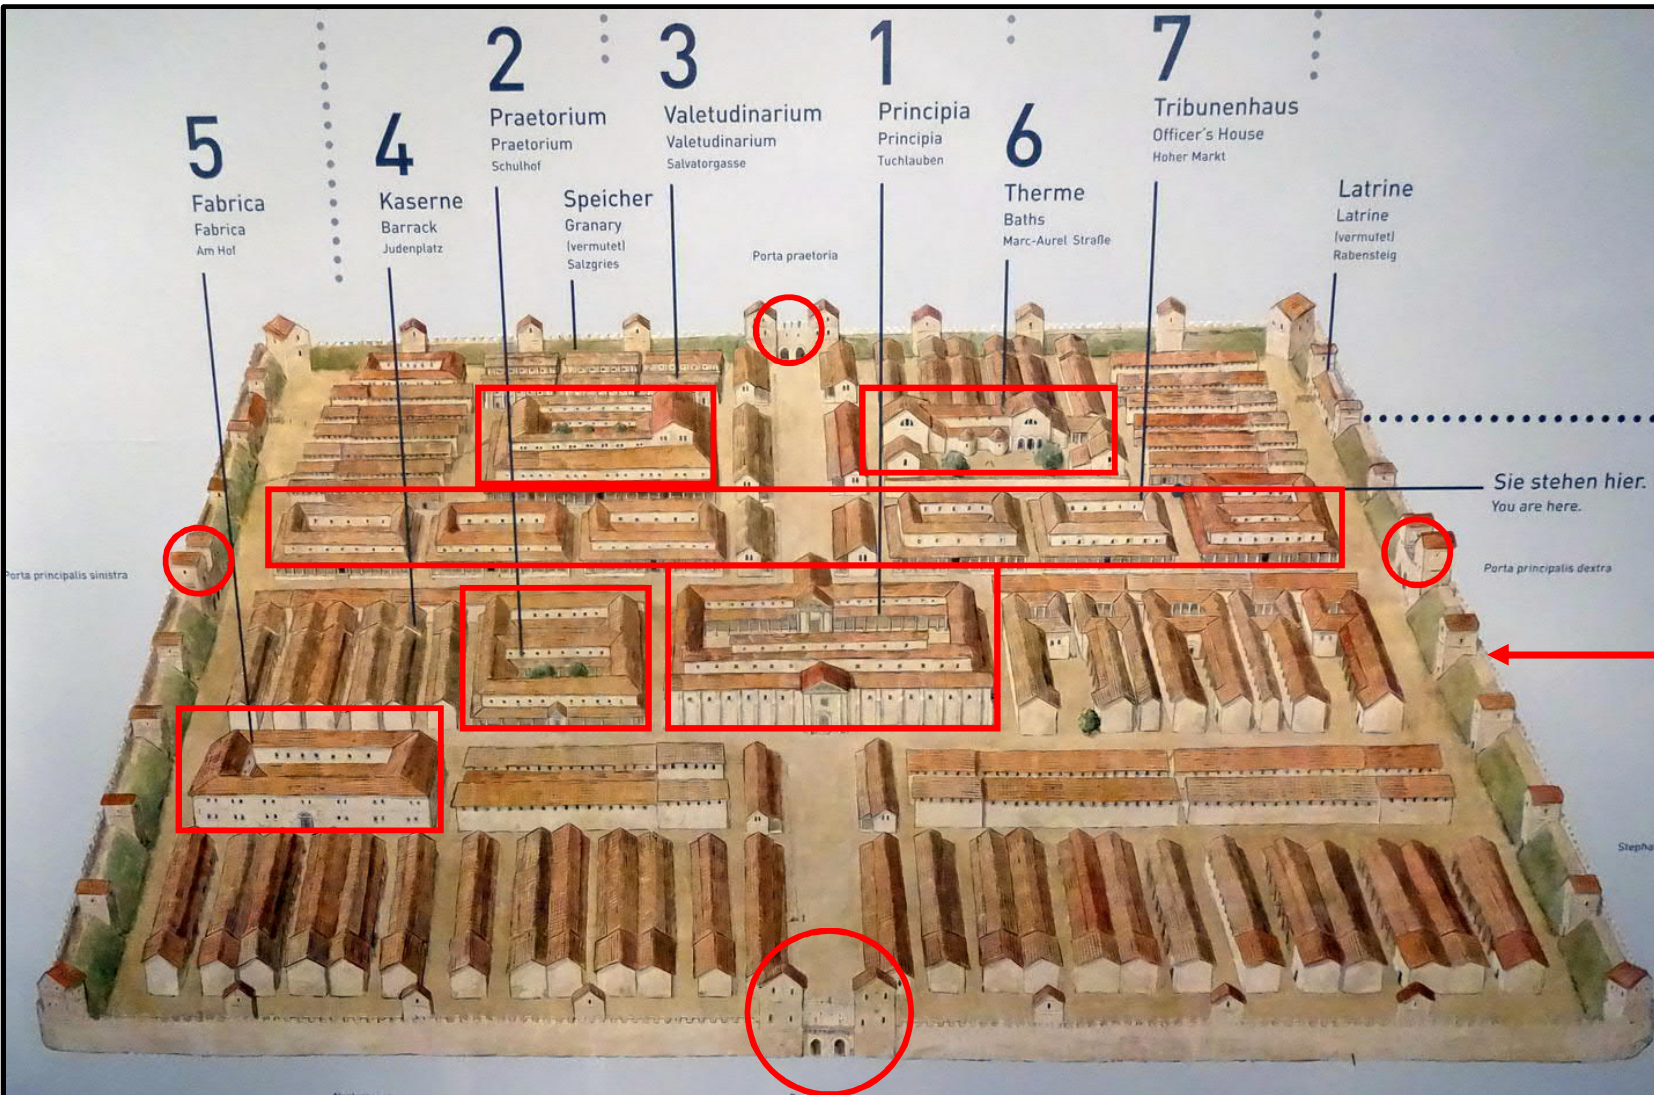 5
Fabrica
Fabrica
Am Hof
4
Kaserne
Barrack
Judenplatz
2
Praetorium
Praetorium
Schulhof
Speicher
Granary
(vermutet)
Salzgries
3
Valetudinarium
Valetudinarium
Salvatorgasse
Porta praetoria
1
Principia
Principia
Tuchlauben
6
Therme
Baths
Marc-Aurel Straße
7
Tribunenhaus
Officer's House
Hoher Markt
Latrine
Latrine
(vermutet)
Rabensteig
Sie stehen hier.
You are here.
Porta principalis sinistra
Porta principalis dextra
Stepha